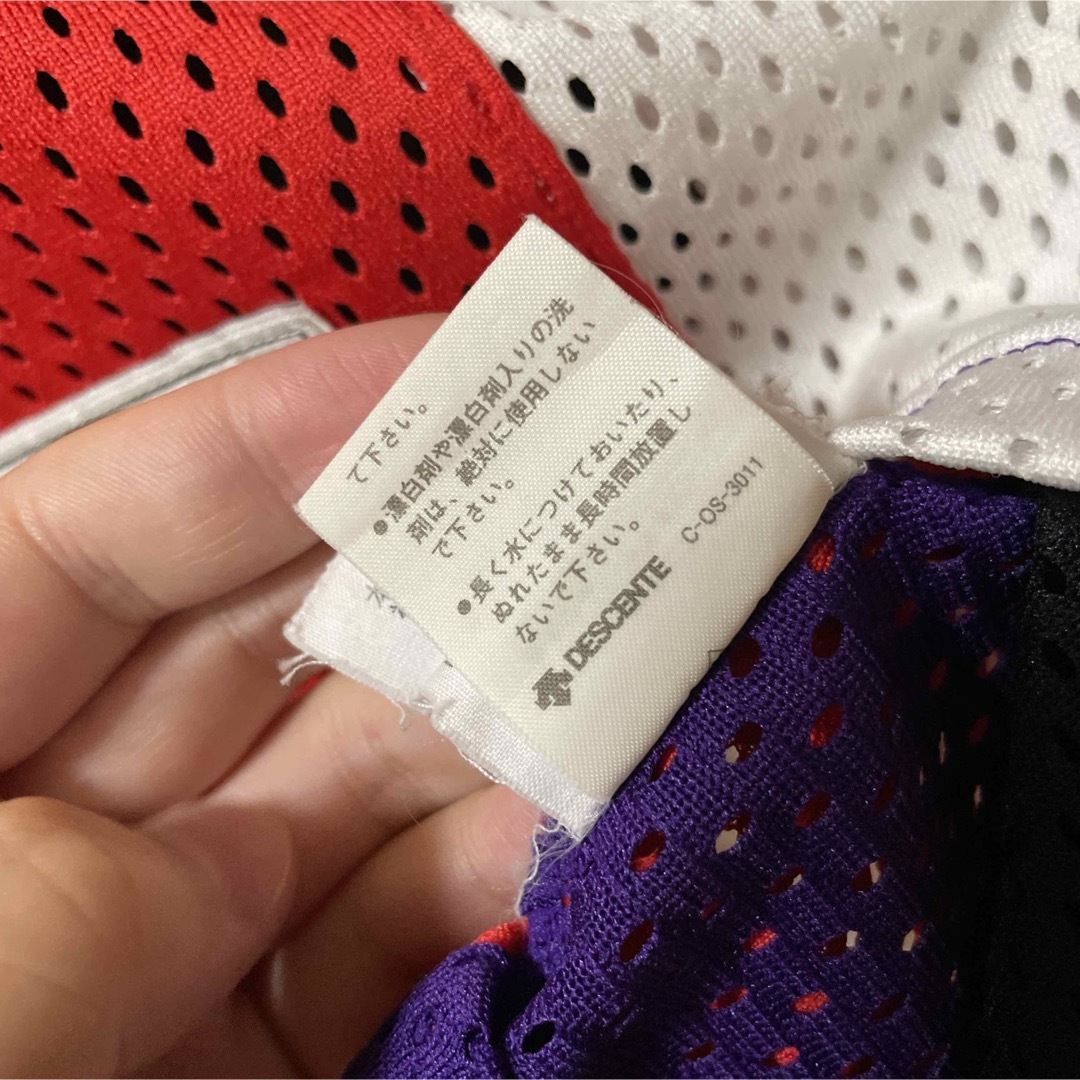 で下さい。
●漂白剤や漂白剤入りの洗
剤は、絶対に使用しない
で下さい。
●長く水につけておいたり、
ぬれたまま長時間放置し
ないで下さい。
DESCENTE
C-OS-3011